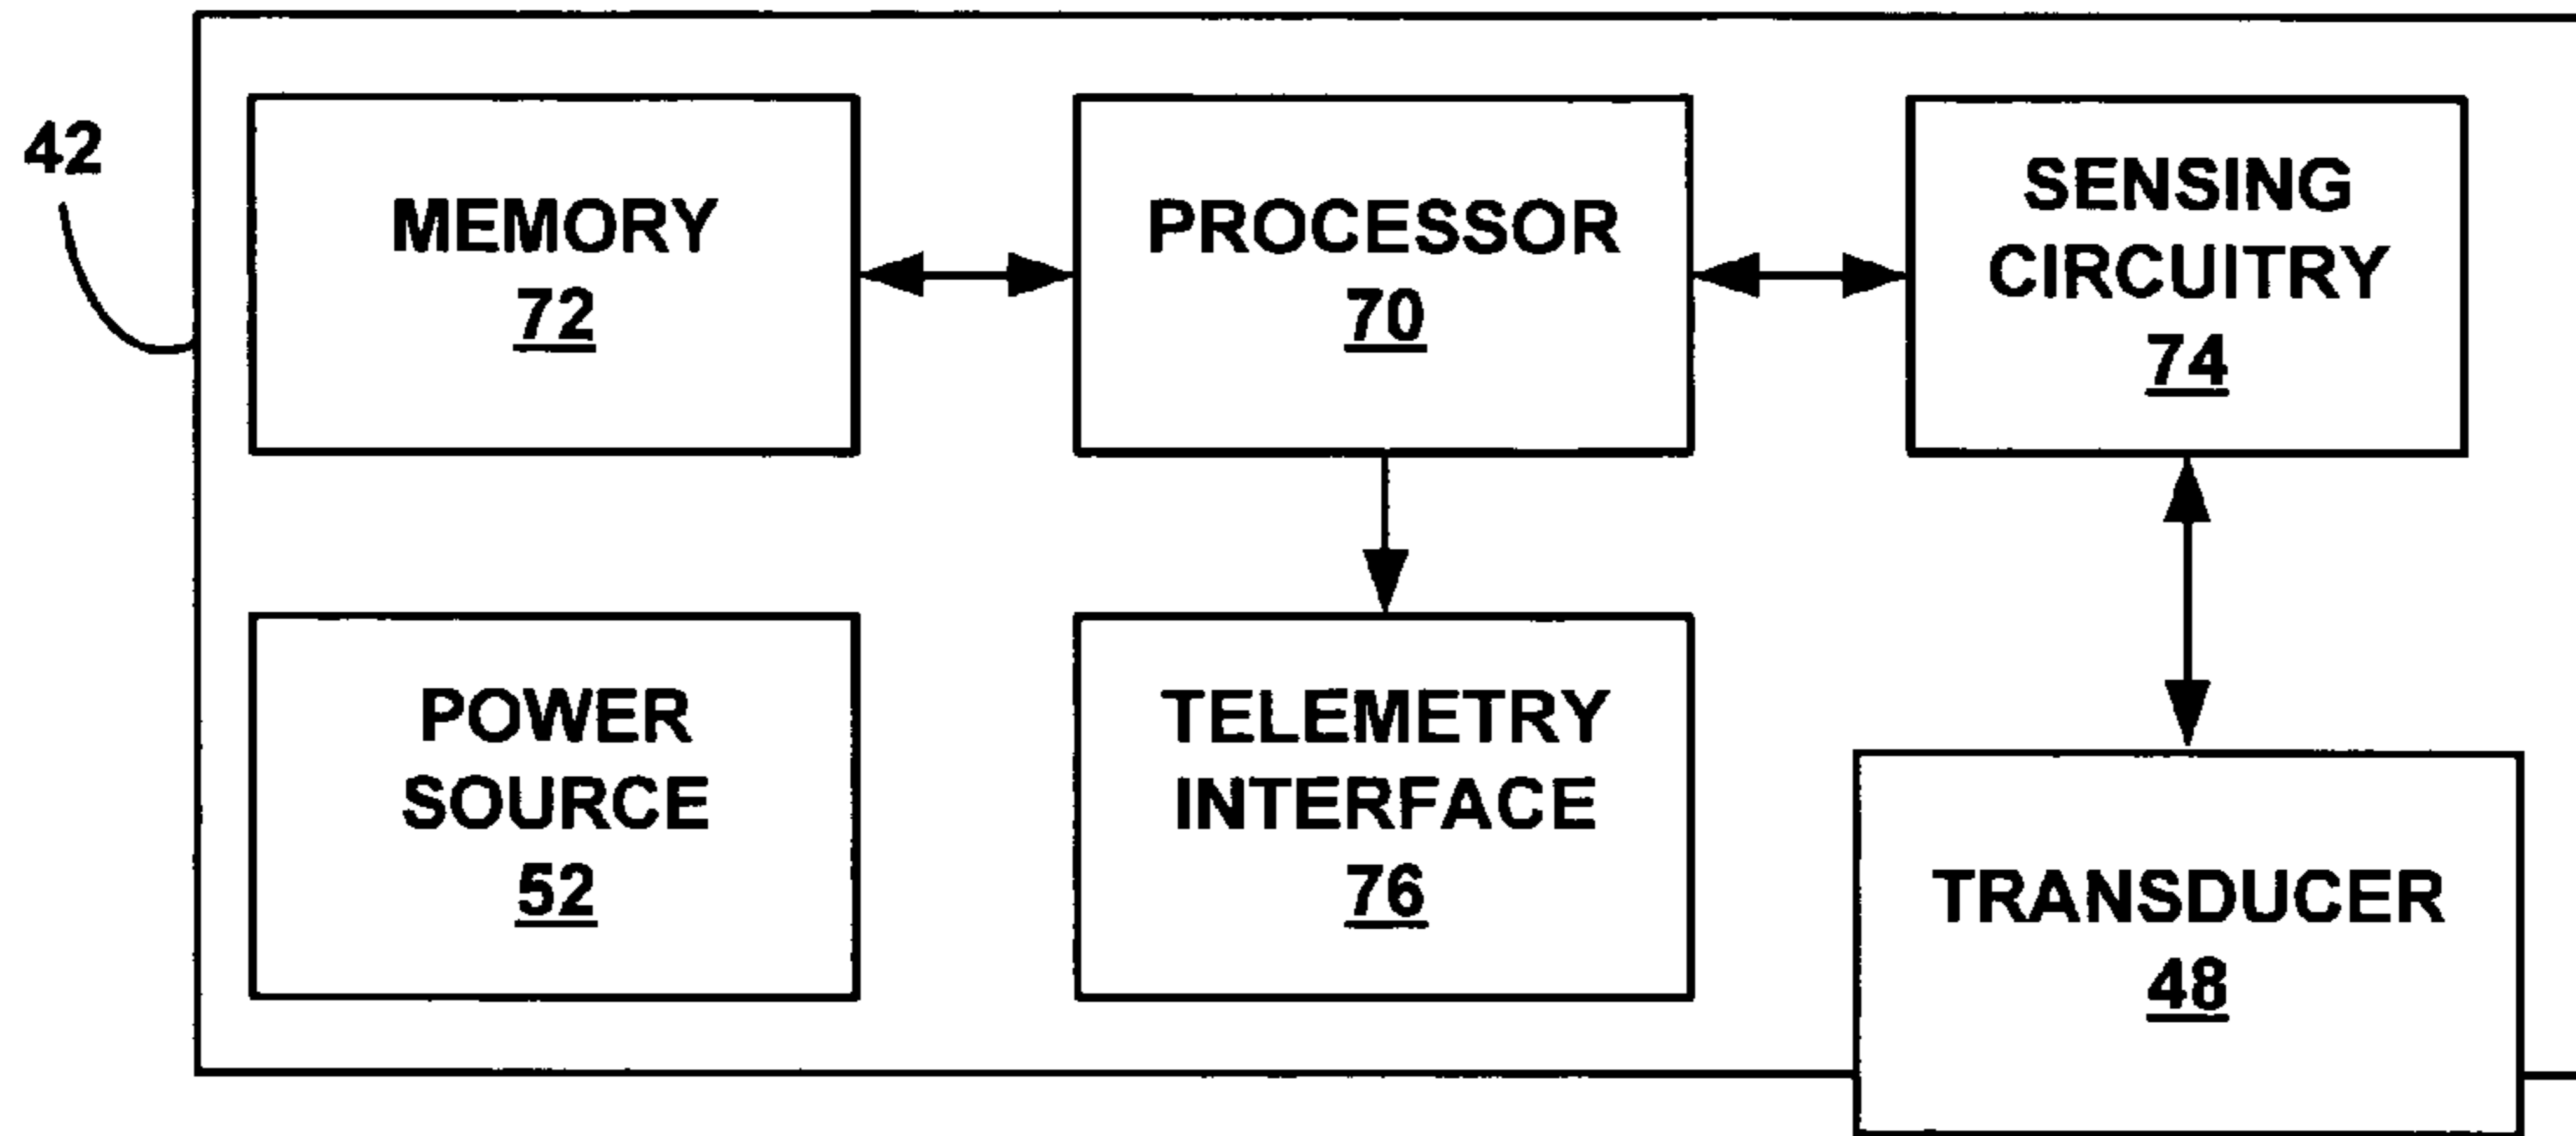 42
MEMORY
72
PROCESSOR
70
SENSING
CIRCUITRY
74
POWER
SOURCE
52
TELEMETRY
INTERFACE
76
TRANSDUCER
48